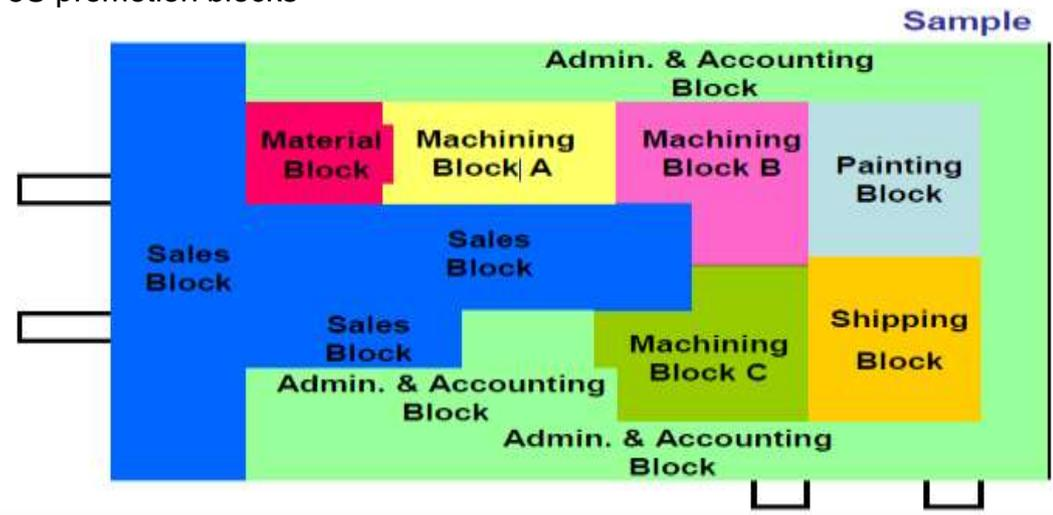 5S promotion blocks
Sample
Admin. & Accounting
Block
Material
Block
Machining
Block A
Machining
Block B
Painting
Block
Sales
Block
Sales
Block
Sales
Block
Machining
Block C
Shipping
Block
Admin. & Accounting
Block
Admin. & Accounting
Block